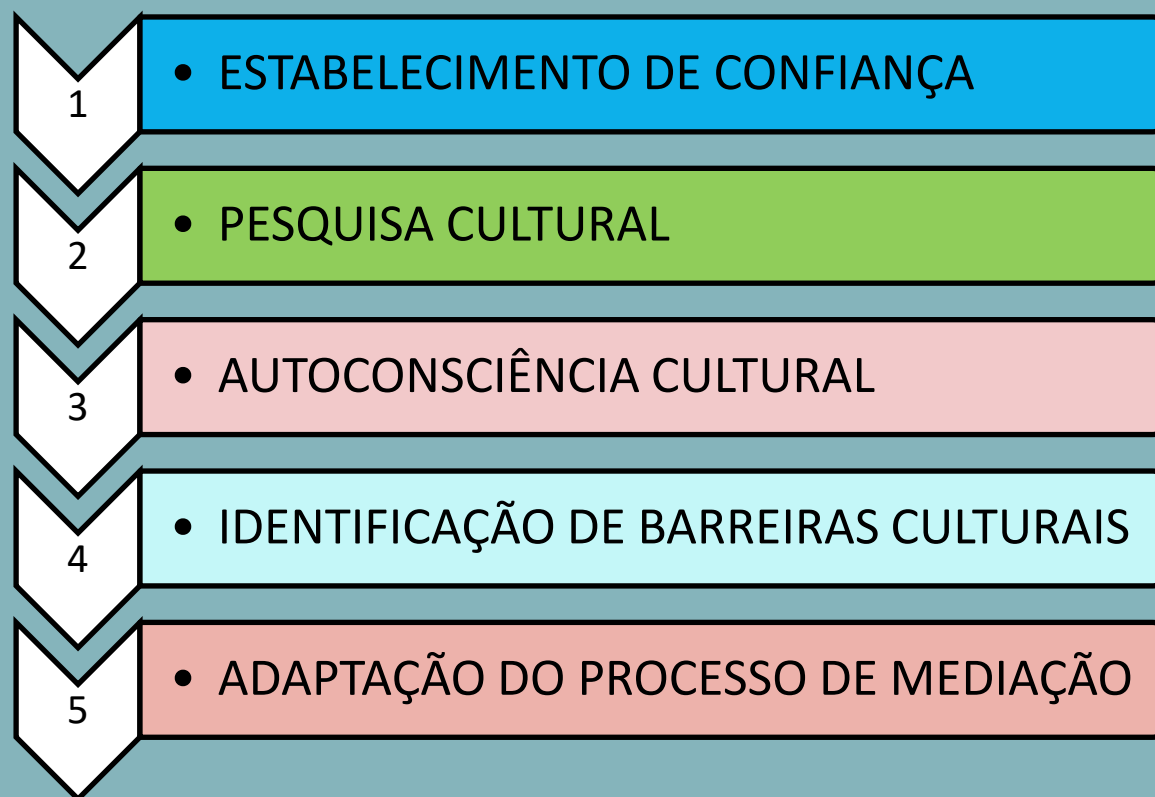 1
• ESTABELECIMENTO DE CONFIANÇA
2
• PESQUISA CULTURAL
3
• AUTOCONSCIÊNCIA CULTURAL
4
• IDENTIFICAÇÃO DE BARREIRAS CULTURAIS
5
• ADAPTAÇÃO DO PROCESSO DE MEDIAÇÃO